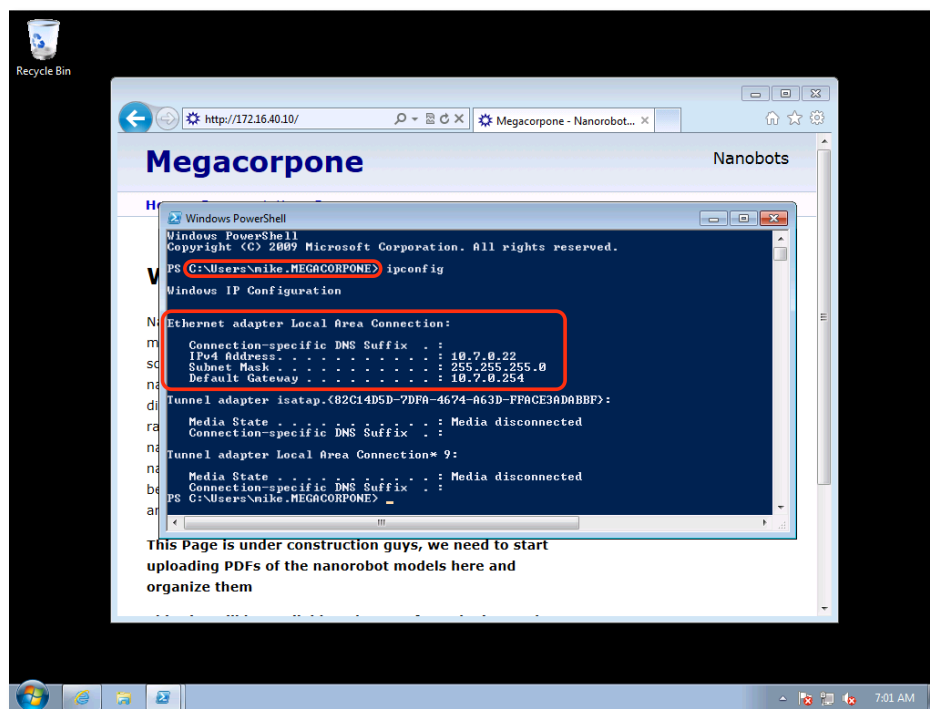 Recycle Bin
http://172.16.40.10/
Megacorpone - Nanorobot...
Megacorpone
Nanobots
Windows PowerShell
Windows PowerShell
Copyright (C) 2009 Microsoft Corporation. All rights reserved.
PS C:\Users\mike.MEGACORPONE> ipconfig
Windows IP Configuration
Ethernet adapter Local Area Connection:
Connection-specific DNS Suffix . :
IPv4 Address. . . . . . . . . . . : 10.7.0.22
Subnet Mask . . . . . . . . . . . : 255.255.255.0
Default Gateway . . . . . . . . . : 10.7.0.254
Tunnel adapter isatap.{82C14D5D-7DFA-4674-A63D-FFACE3ADABBF}:
Media State . . . . . . . . . . . : Media disconnected
Connection-specific DNS Suffix . :
Tunnel adapter Local Area Connection* 9:
Media State . . . . . . . . . . . : Media disconnected
Connection-specific DNS Suffix . :
PS C:\Users\mike.MEGACORPONE> _
This Page is under construction guys, we need to start
uploading PDFs of the nanorobot models here and
organize them
7:01 AM